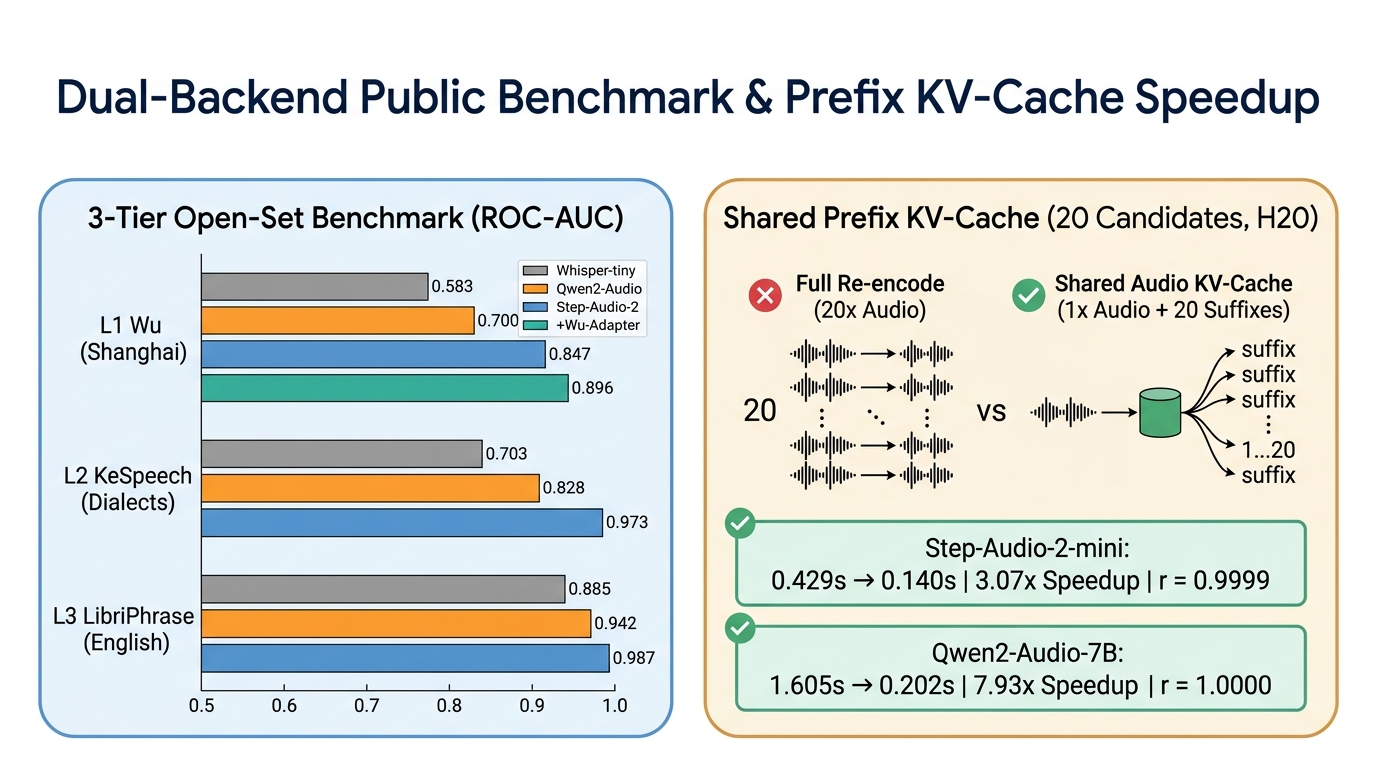 Dual-Backend Public Benchmark & Prefix KV-Cache Speedup
3-Tier Open-Set Benchmark (ROC-AUC)
Whisper-tiny
Qwen2-Audio
Step-Audio-2
+Wu-Adapter
L1 Wu
(Shanghai)
0.583
0.700
0.847
0.896
L2 KeSpeech
(Dialects)
0.703
0.828
0.973
L3 LibriPhrase
(English)
0.885
0.942
0.987
0.5 0.6 0.7 0.8 0.9 1.0
Shared Prefix KV-Cache (20 Candidates, H20)
Full Re-encode
(20x Audio)
Shared Audio KV-Cache
(1x Audio + 20 Suffixes)
20
vs
suffix
suffix
suffix
1...20
suffix
Step-Audio-2-mini:
0.429s → 0.140s | 3.07x Speedup | r = 0.9999
Qwen2-Audio-7B:
1.605s → 0.202s | 7.93x Speedup | r = 1.0000